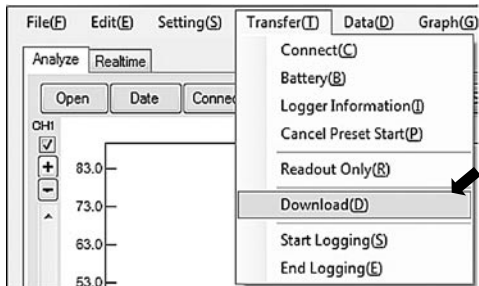 File(F) Edit(E) Setting(S) Transfer(T) Data(D) Graph(G)
Analyze Realtime
Open Date
CH1
83.0
73.0
63.0
53.0
Connect(C)
Battery(B)
Logger Information(I)
Cancel Preset Start(P)
Readout Only(R)
Download(D)
Start Logging(S)
End Logging(E)